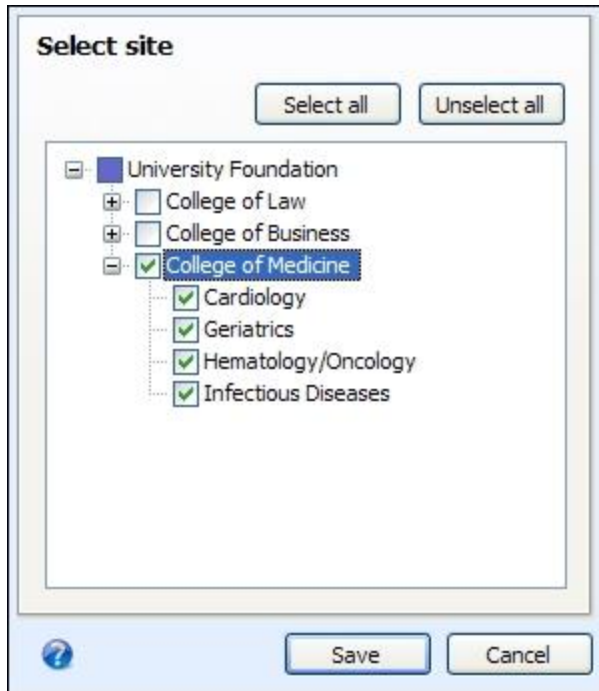 Select site
Select all Unselect all
University Foundation
College of Law
College of Business
College of Medicine
Cardiology
Geriatrics
Hematology/Oncology
Infectious Diseases
? Save Cancel